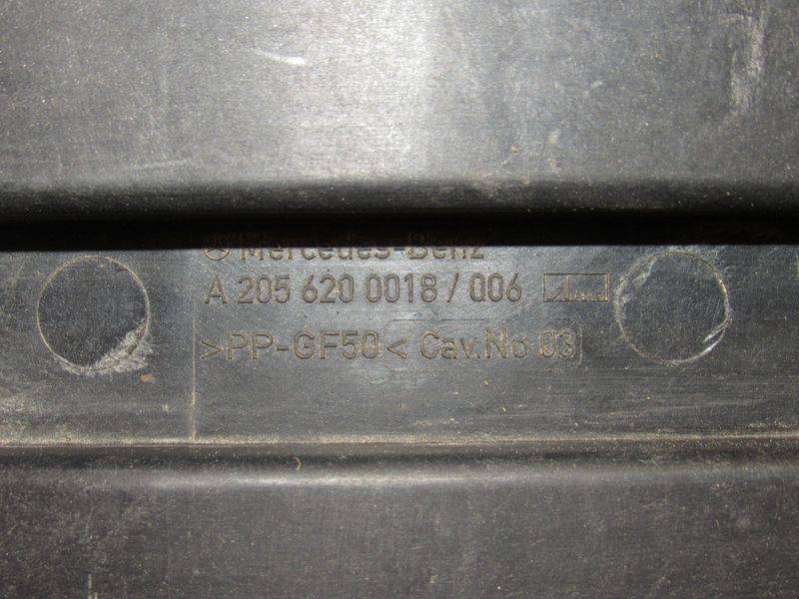 Mercedes-Benz
A 205 620 0018 / 006
>PP-GF50< Cav.No 03